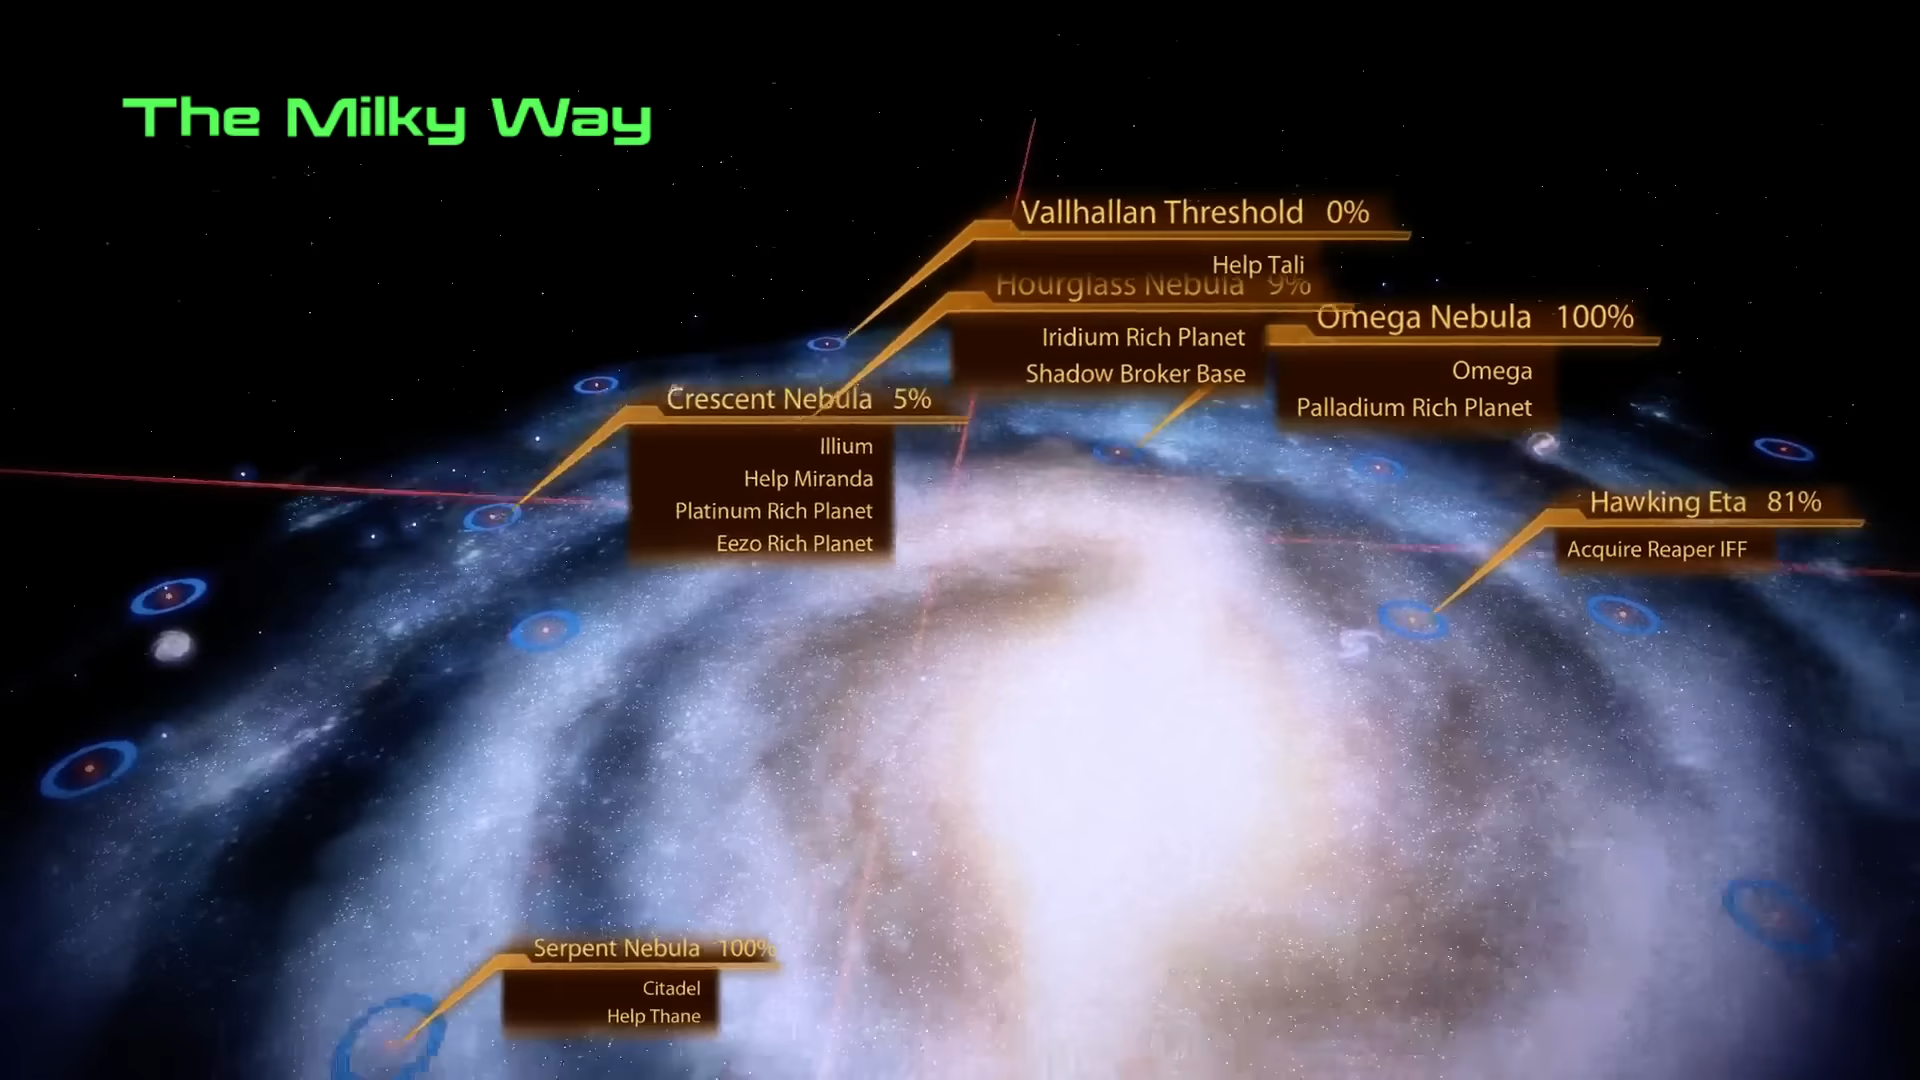 The Milky Way
Vallhallan Threshold 0%
Help Tali
Hourglass Nebula 9%
Iridium Rich Planet
Shadow Broker Base
Omega Nebula 100%
Omega
Palladium Rich Planet
Crescent Nebula 5%
Illium
Help Miranda
Platinum Rich Planet
Eezo Rich Planet
Hawking Eta 81%
Acquire Reaper IFF
Serpent Nebula 100%
Citadel
Help Thane